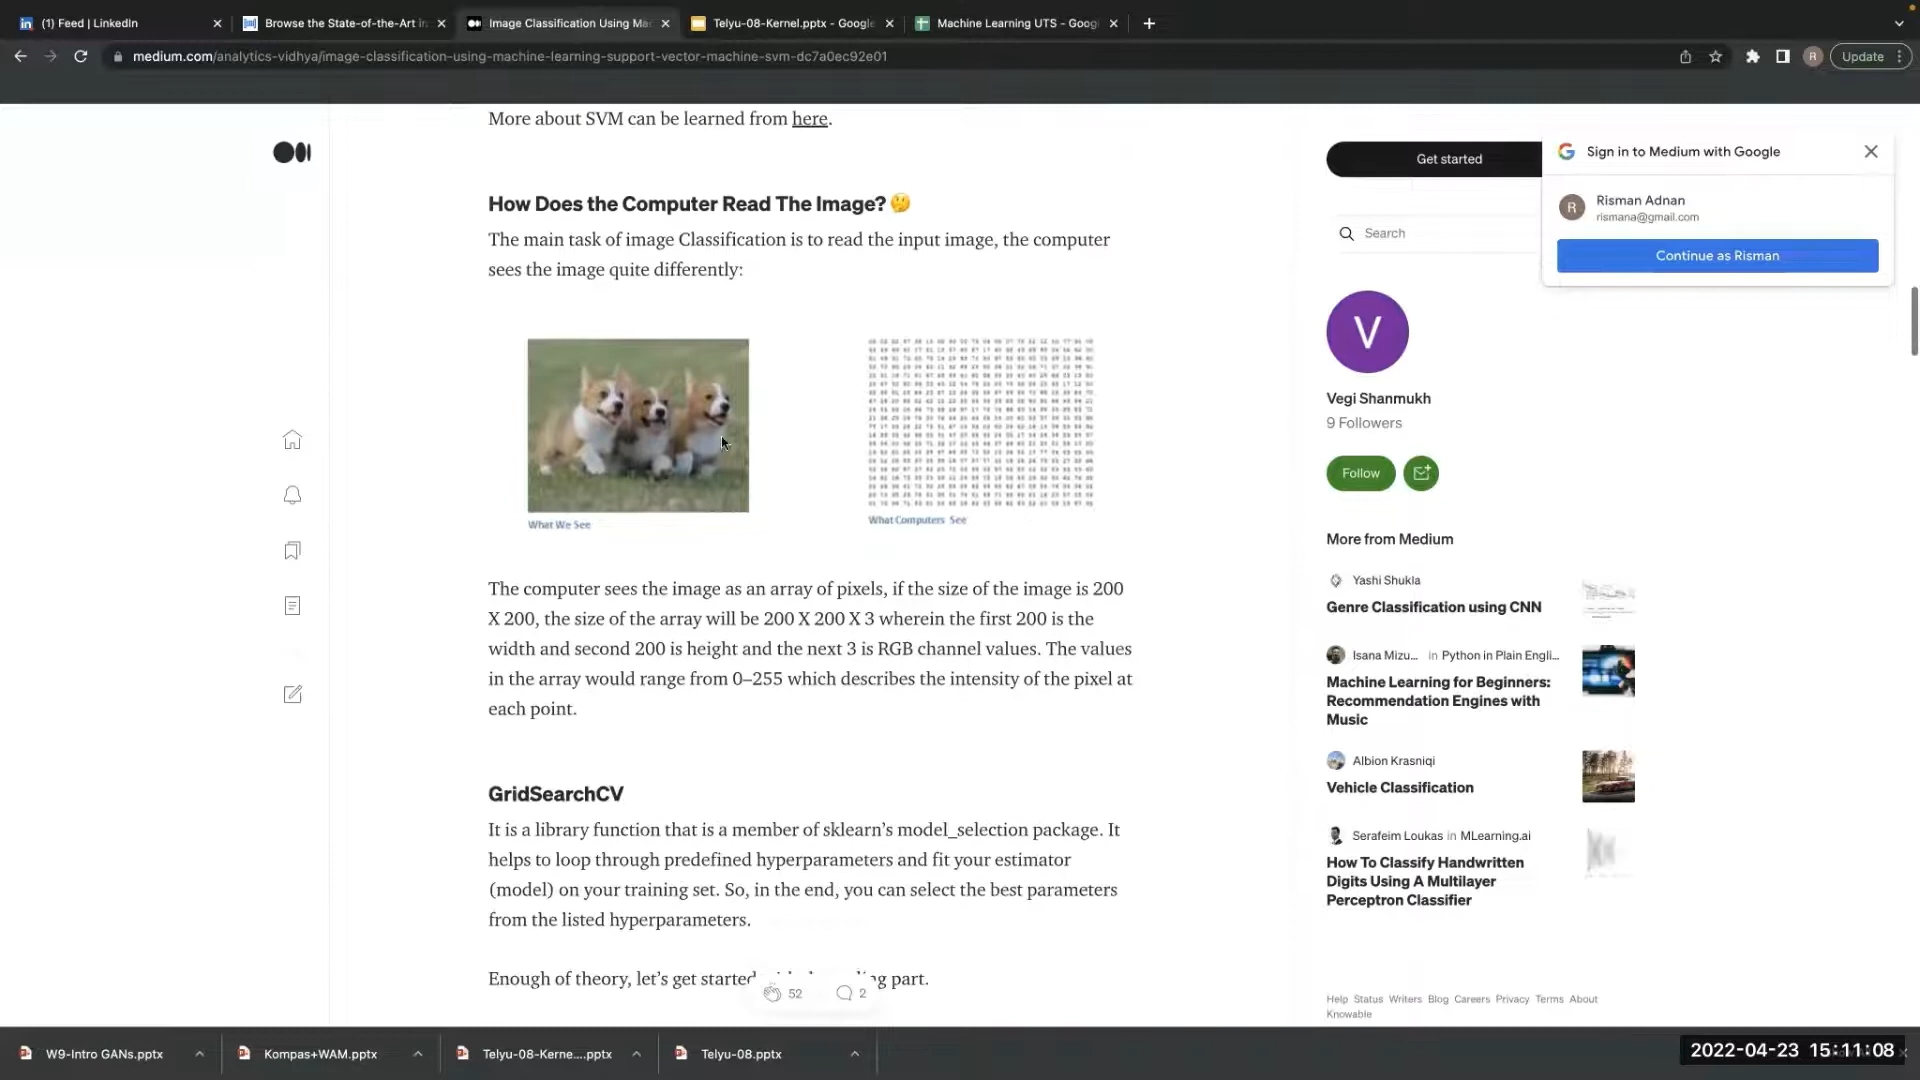 (1) Feed | LinkedIn
Browse the State-of-the-Art in
Image Classification Using Ma
Telyu-08-Kernel.pptx - Google
Machine Learning UTS - Goog
medium.com/analytics-vidhya/image-classification-using-machine-learning-support-vector-machine-svm-dc7a0ec92e01
R
Update
More about SVM can be learned from here.
How Does the Computer Read The Image? 🤔
The main task of image Classification is to read the input image, the computer
sees the image quite differently:
What We See
What Computers See
The computer sees the image as an array of pixels, if the size of the image is 200
X 200, the size of the array will be 200 X 200 X 3 wherein the first 200 is the
width and second 200 is height and the next 3 is RGB channel values. The values
in the array would range from 0–255 which describes the intensity of the pixel at
each point.
GridSearchCV
It is a library function that is a member of sklearn’s model_selection package. It
helps to loop through predefined hyperparameters and fit your estimator
(model) on your training set. So, in the end, you can select the best parameters
from the listed hyperparameters.
Enough of theory, let’s get started part.
52
2
Get started
Search
Sign in to Medium with Google
R
Risman Adnan
rismana@gmail.com
Continue as Risman
V
Vegi Shanmukh
9 Followers
Follow
More from Medium
Yashi Shukla
Genre Classification using CNN
Isana Mizu... in Python in Plain Engli...
Machine Learning for Beginners:
Recommendation Engines with
Music
Albion Krasniqi
Vehicle Classification
Serafeim Loukas in MLearning.ai
How To Classify Handwritten
Digits Using A Multilayer
Perceptron Classifier
Help Status Writers Blog Careers Privacy Terms About
Knowable
W9-Intro GANs.pptx
Kompas+WAM.pptx
Telyu-08-Kerne....pptx
Telyu-08.pptx
2022-04-23 15:11:08